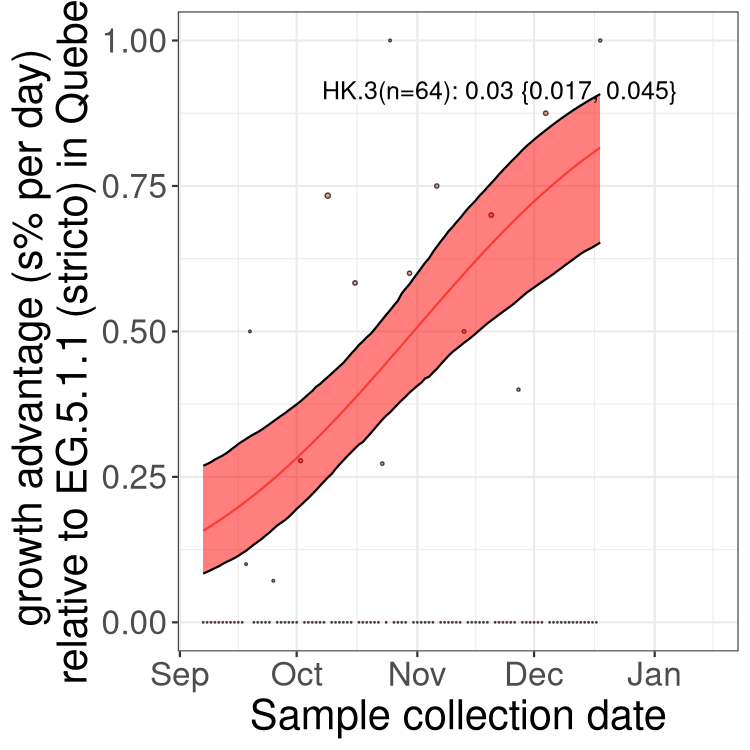 growth advantage (s% per day)
relative to EG.5.1.1 (stricto) in Quebe
1.00
0.75
0.50
0.25
0.00
HK.3(n=64): 0.03 {0.017, 0.045}
Sep Oct Nov Dec Jan
Sample collection date